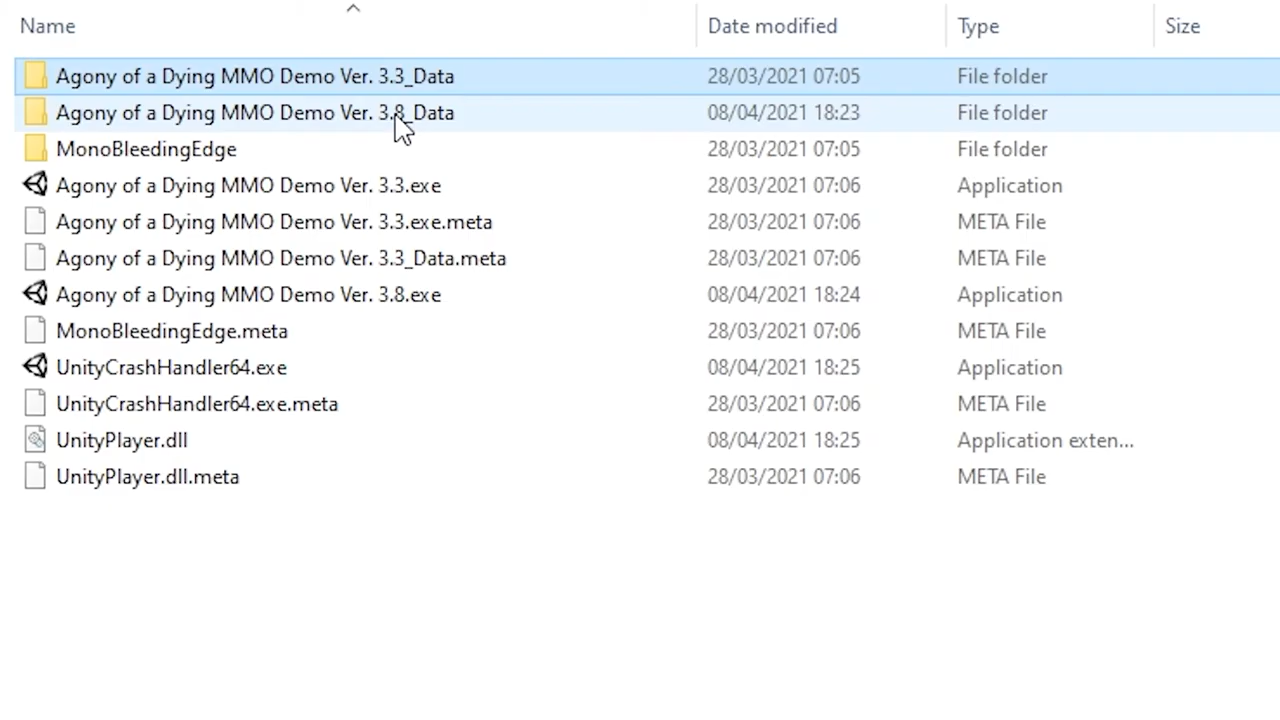 Name Date modified Type Size
Agony of a Dying MMO Demo Ver. 3.3_Data 28/03/2021 07:05 File folder
Agony of a Dying MMO Demo Ver. 3.8_Data 08/04/2021 18:23 File folder
MonoBleedingEdge 28/03/2021 07:05 File folder
Agony of a Dying MMO Demo Ver. 3.3.exe 28/03/2021 07:06 Application
Agony of a Dying MMO Demo Ver. 3.3.exe.meta 28/03/2021 07:06 META File
Agony of a Dying MMO Demo Ver. 3.3_Data.meta 28/03/2021 07:06 META File
Agony of a Dying MMO Demo Ver. 3.8.exe 08/04/2021 18:24 Application
MonoBleedingEdge.meta 28/03/2021 07:06 META File
UnityCrashHandler64.exe 08/04/2021 18:25 Application
UnityCrashHandler64.exe.meta 28/03/2021 07:06 META File
UnityPlayer.dll 08/04/2021 18:25 Application exten...
UnityPlayer.dll.meta 28/03/2021 07:06 META File